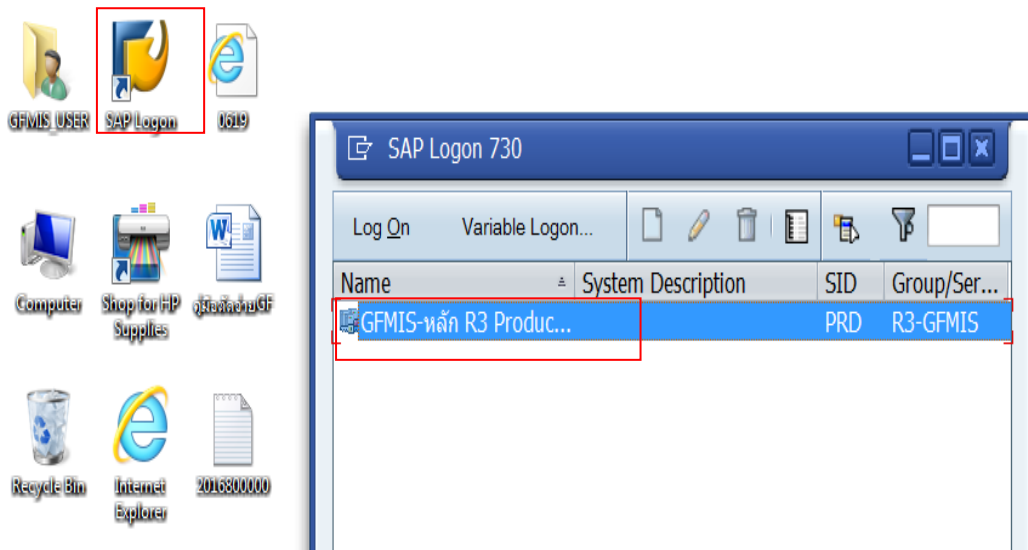 GFMIS_USER
SAP Logon
0619
SAP Logon 730
Log On
Variable Logon...
Name
System Description
SID
Group/Ser...
GFMIS-หลัก R3 Produc...
PRD
R3-GFMIS
Computer
Shop for HP
Supplies
คู่มือหัดจ่ายGF
Recycle Bin
Internet
Explorer
2016800000